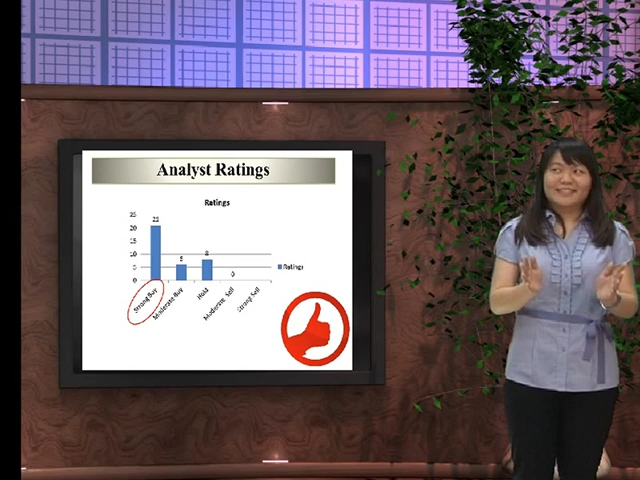 Analyst Ratings
Ratings
25
20
15
10
5
0
21
8
0
Strong Buy
Moderate Buy
Hold
Moderate Sell
Strong Sell
Ratings